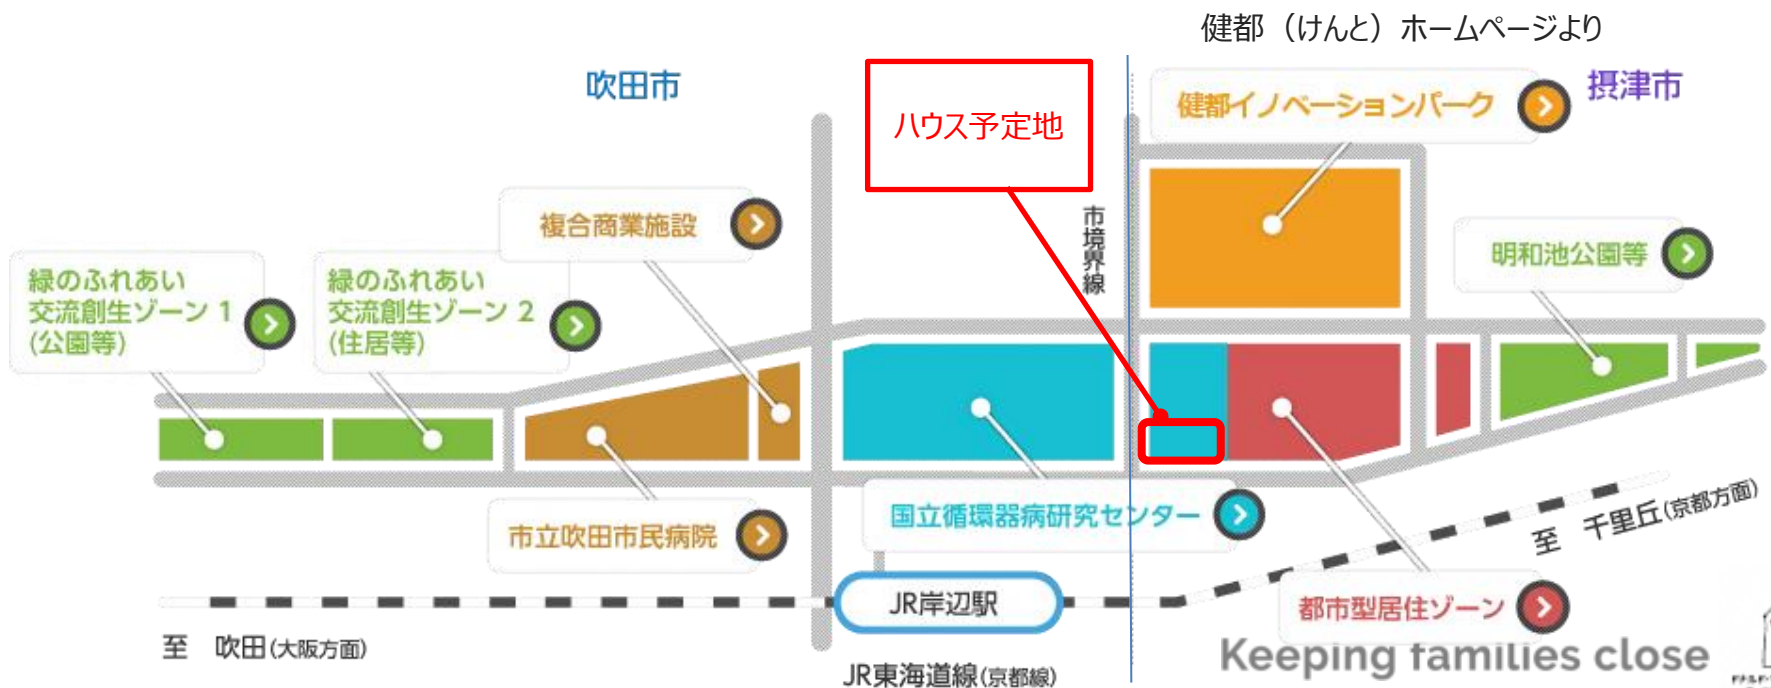 健都（けんと）ホームページより
吹田市
ハウス予定地
健都イノベーションパーク
摂津市
複合商業施設
市境界線
明和池公園等
緑のふれあい
交流創生ゾーン 1
(公園等)
緑のふれあい
交流創生ゾーン 2
(住居等)
市立吹田市民病院
国立循環器病研究センター
至 千里丘(京都方面)
JR岸辺駅
都市型居住ゾーン
至 吹田(大阪方面)
JR東海道線(京都線)
Keeping families close